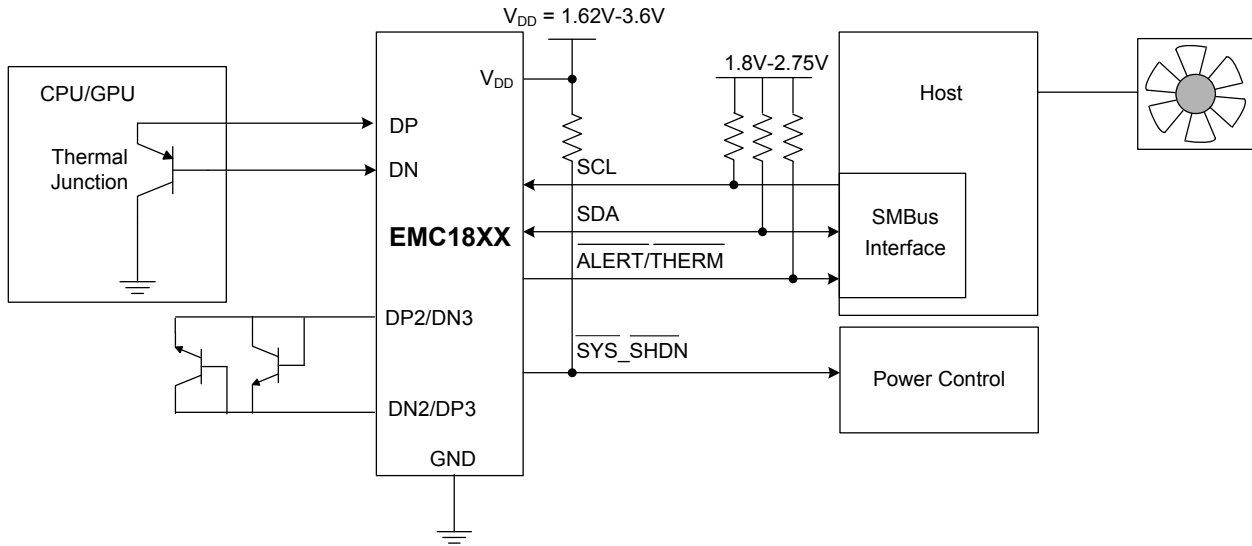 V_DD = 1.62V-3.6V
1.8V-2.75V
V_DD
CPU/GPU
Host
DP
Thermal
Junction
DN
SCL
SDA
SMBus
Interface
EMC18XX
ALERT/THERM
DP2/DN3
SYS_SHDN
Power Control
DN2/DP3
GND